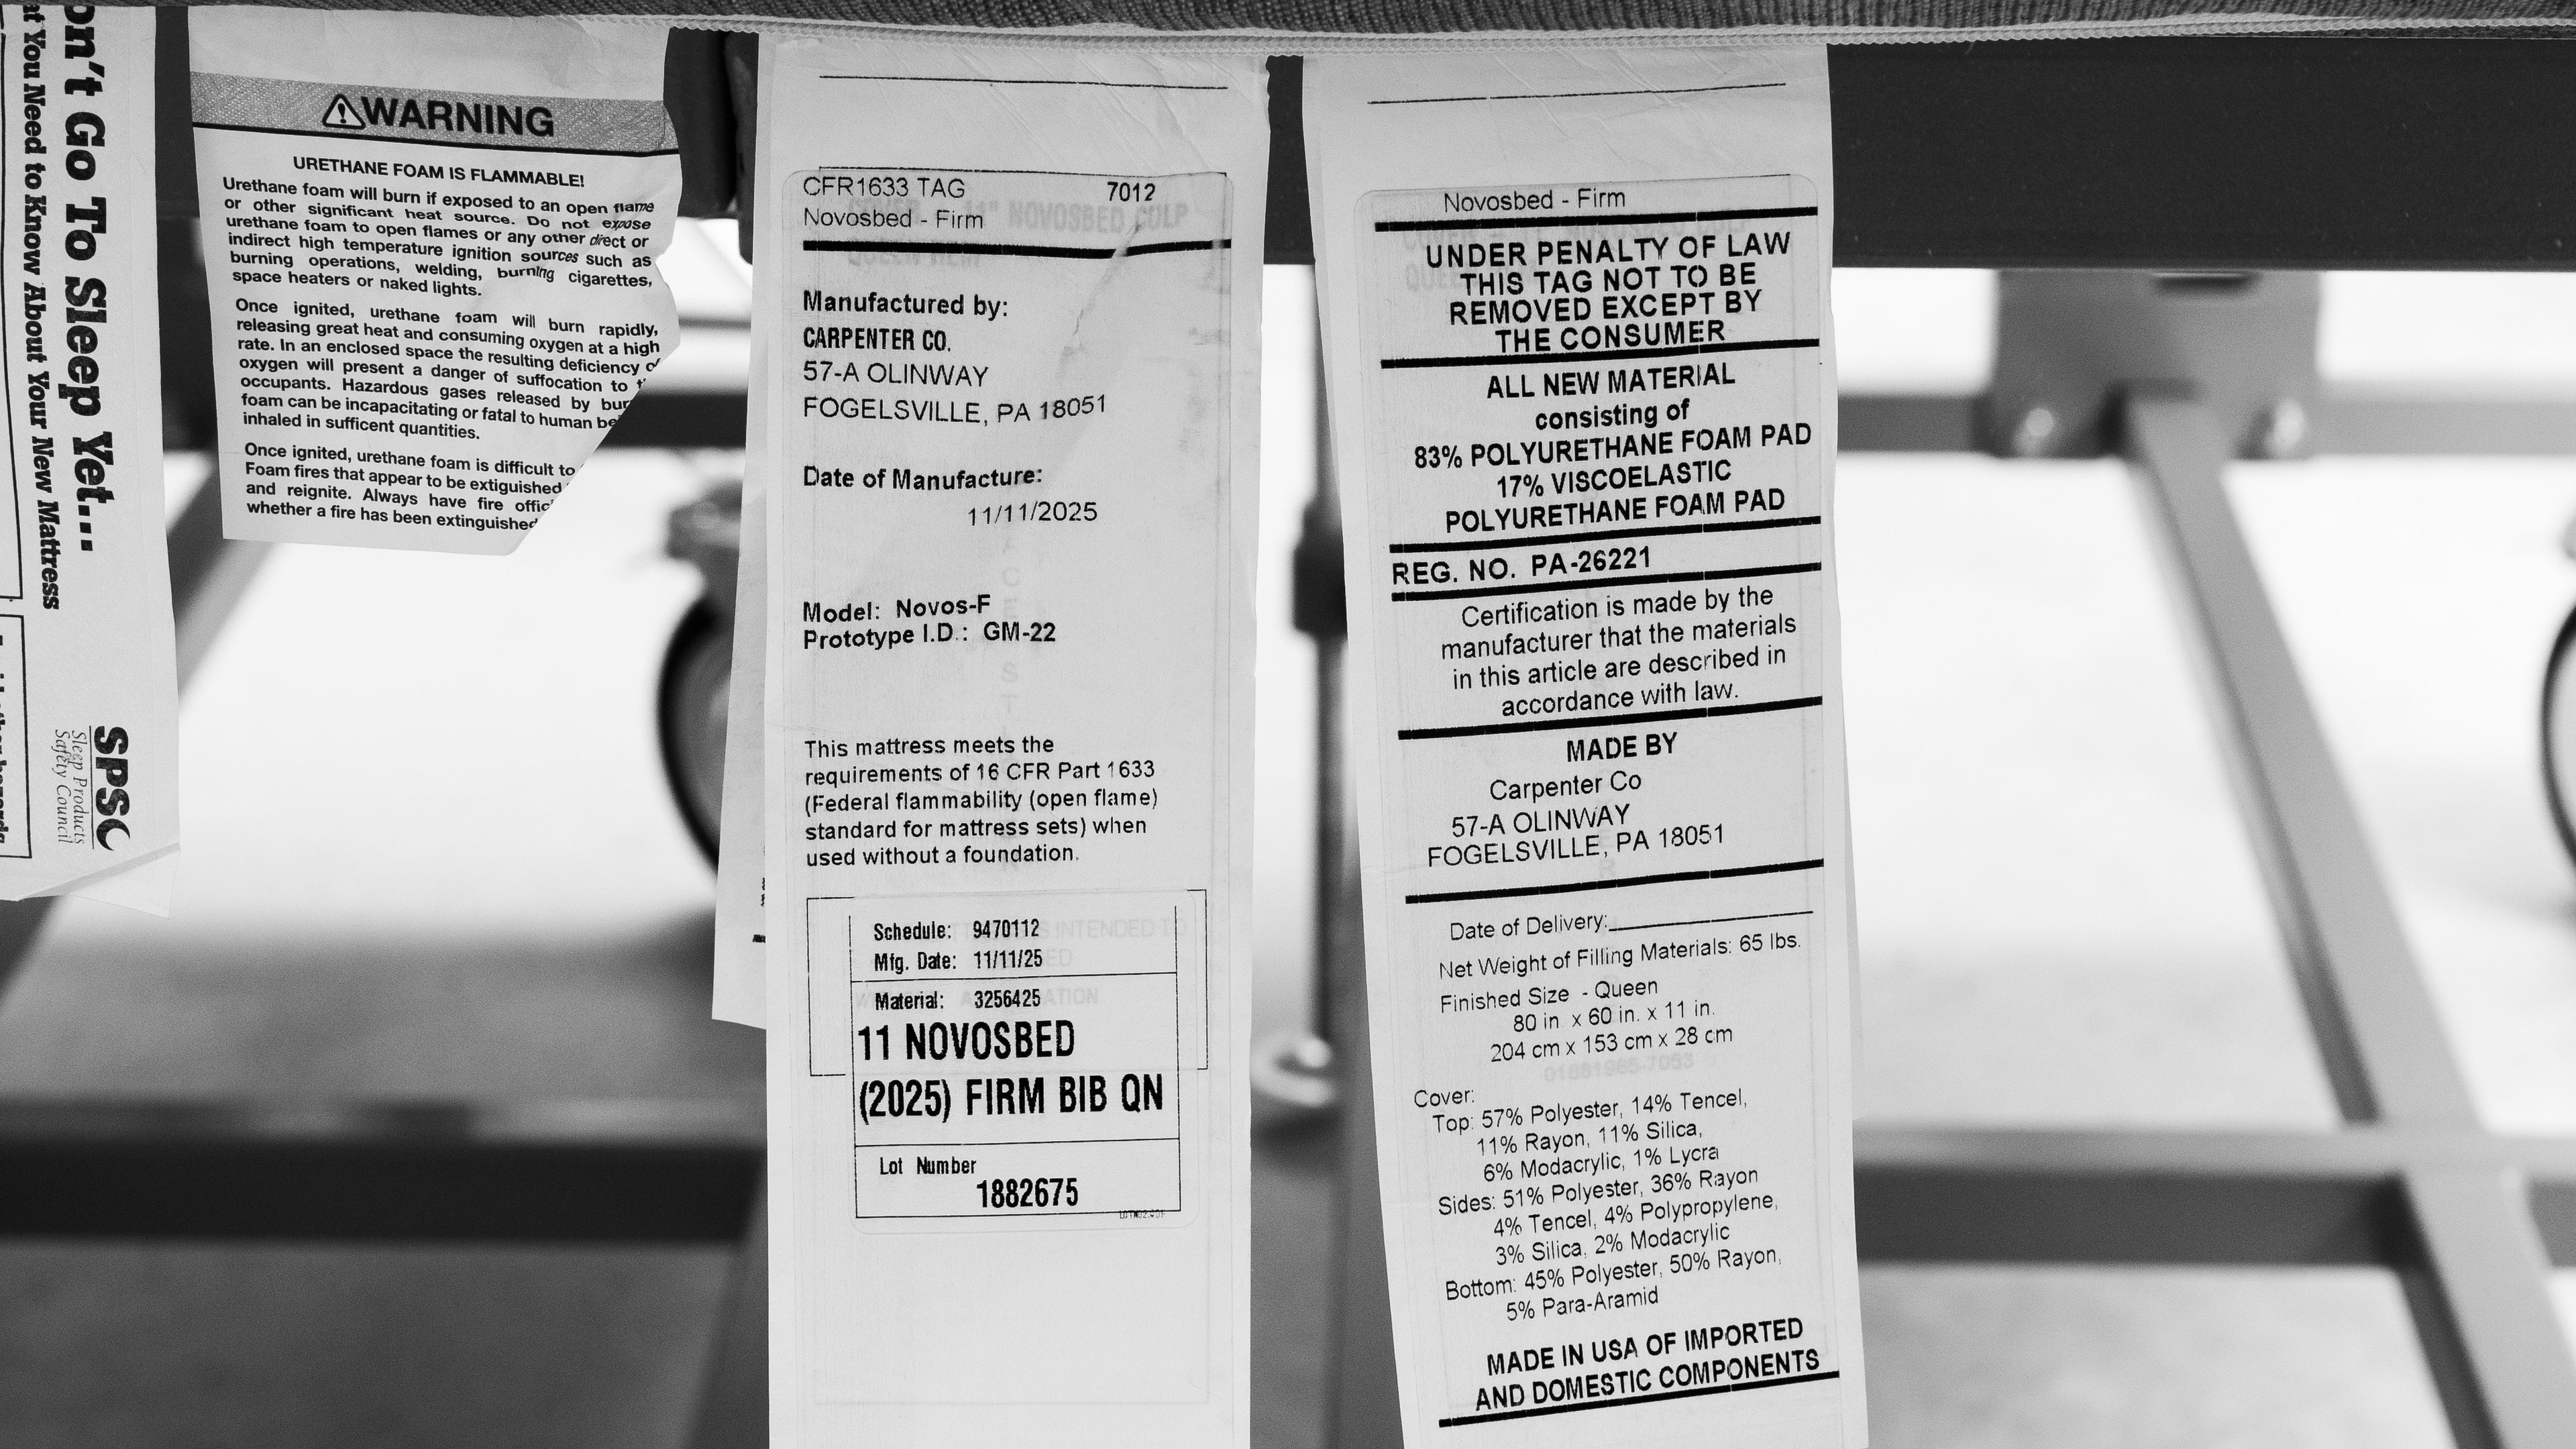 on't Go To Sleep Yet...
at You Need to Know About Your New Mattress
SPSC
Sleep Products
Safety Council
WARNING
URETHANE FOAM IS FLAMMABLE!
Urethane foam will burn if exposed to an open flame
or other significant heat source. Do not expose
urethane foam to open flames or any other direct or
indirect high temperature ignition sources such as
burning operations, welding, burning cigarettes,
space heaters or naked lights.
Once ignited, urethane foam will burn rapidly,
releasing great heat and consuming oxygen at a high
rate. In an enclosed space the resulting deficiency
oxygen will present a danger of suffocation to
occupants. Hazardous gases released by
foam can be incapacitating or fatal to human
inhaled in sufficent quantities.
Once ignited, urethane foam is difficult to
Foam fires that appear to be extiguished
and reignite. Always have fire
whether a fire has been extinguished
CFR1633 TAG 7012
Novosbed - Firm
Manufactured by:
CARPENTER CO.
57-A OLINWAY
FOGELSVILLE, PA 18051
Date of Manufacture:
11/11/2025
Model: Novos-F
Prototype I.D.: GM-22
This mattress meets the
requirements of 16 CFR Part 1633
(Federal flammability (open flame)
standard for mattress sets) when
used without a foundation.
Schedule: 9470112
Mfg. Date: 11/11/25
Material: 3256425
11 NOVOSBED
(2025) FIRM BIB QN
Lot Number
1882675
Novosbed - Firm
UNDER PENALTY OF LAW
THIS TAG NOT TO BE
REMOVED EXCEPT BY
THE CONSUMER
ALL NEW MATERIAL
consisting of
83% POLYURETHANE FOAM PAD
17% VISCOELASTIC
POLYURETHANE FOAM PAD
REG. NO. PA-26221
Certification is made by the
manufacturer that the materials
in this article are described in
accordance with law.
MADE BY
Carpenter Co
57-A OLINWAY
FOGELSVILLE, PA 18051
Date of Delivery:
Net Weight of Filling Materials: 65 lbs.
Finished Size - Queen
80 in. x 60 in. x 11 in.
204 cm x 153 cm x 28 cm
Cover:
Top: 57% Polyester, 14% Tencel,
11% Rayon, 11% Silica,
6% Modacrylic, 1% Lycra
Sides: 51% Polyester, 36% Rayon
4% Tencel, 4% Polypropylene,
3% Silica, 2% Modacrylic
Bottom: 45% Polyester, 50% Rayon,
5% Para-Aramid
MADE IN USA OF IMPORTED
AND DOMESTIC COMPONENTS